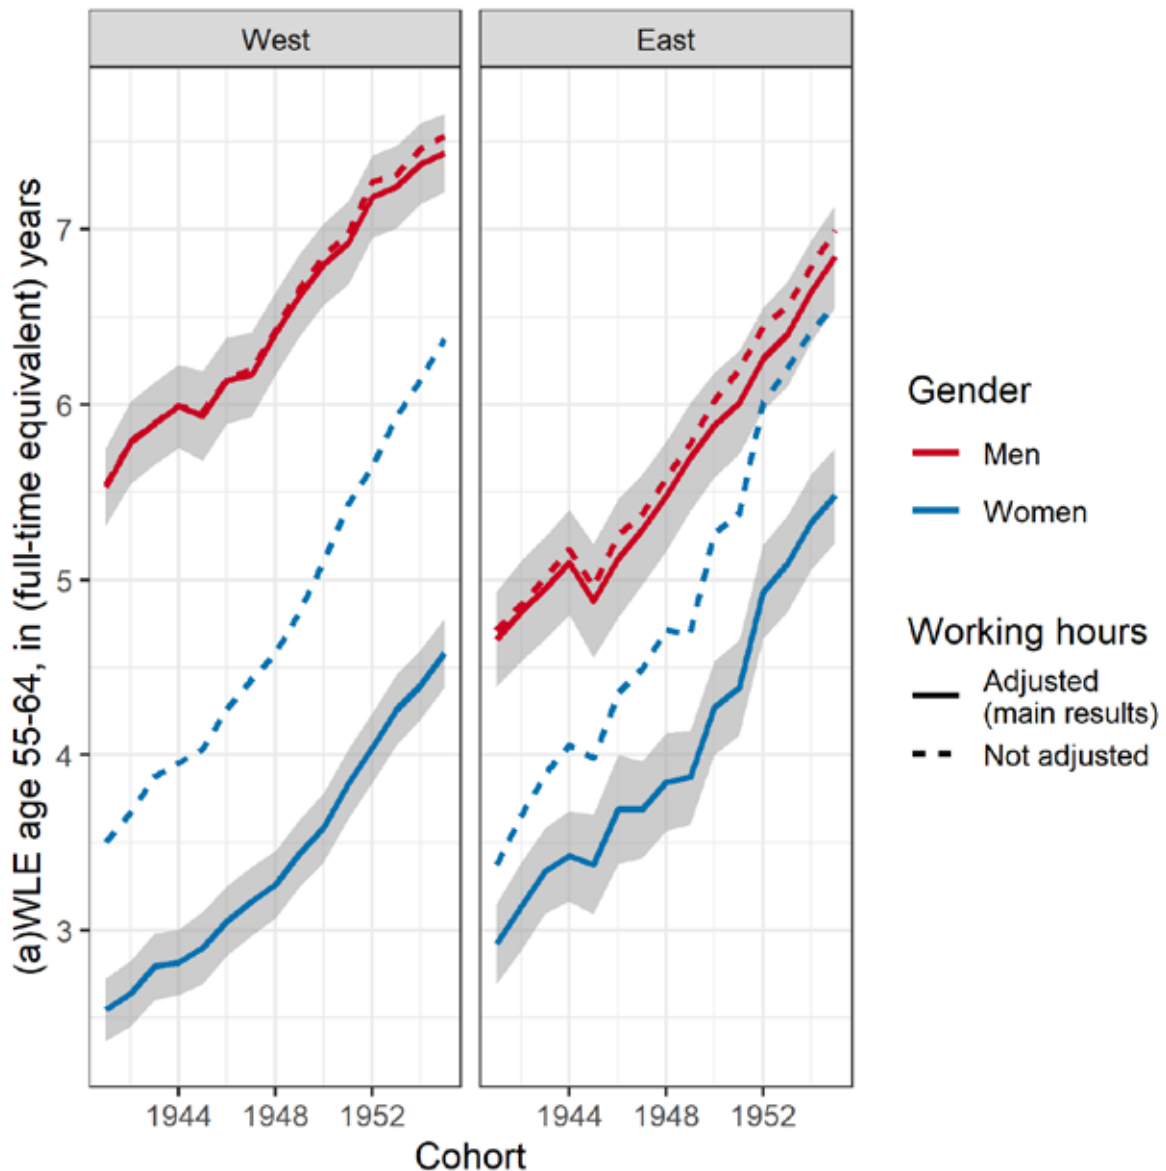 West
East
(a)WLE age 55-64, in (full-time equivalent) years
7
6
5
4
3
1944 1948 1952
1944 1948 1952
Cohort
Gender
Men
Women
Working hours
Adjusted
(main results)
Not adjusted